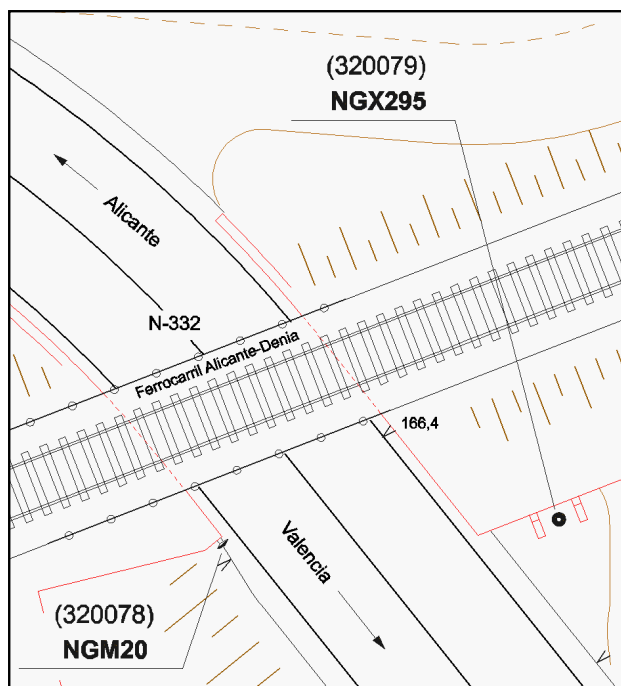 (320079)
NGX295
Alicante
N-332
Ferrocarril Alicante-Denia
166,4
Valencia
(320078)
NGM20